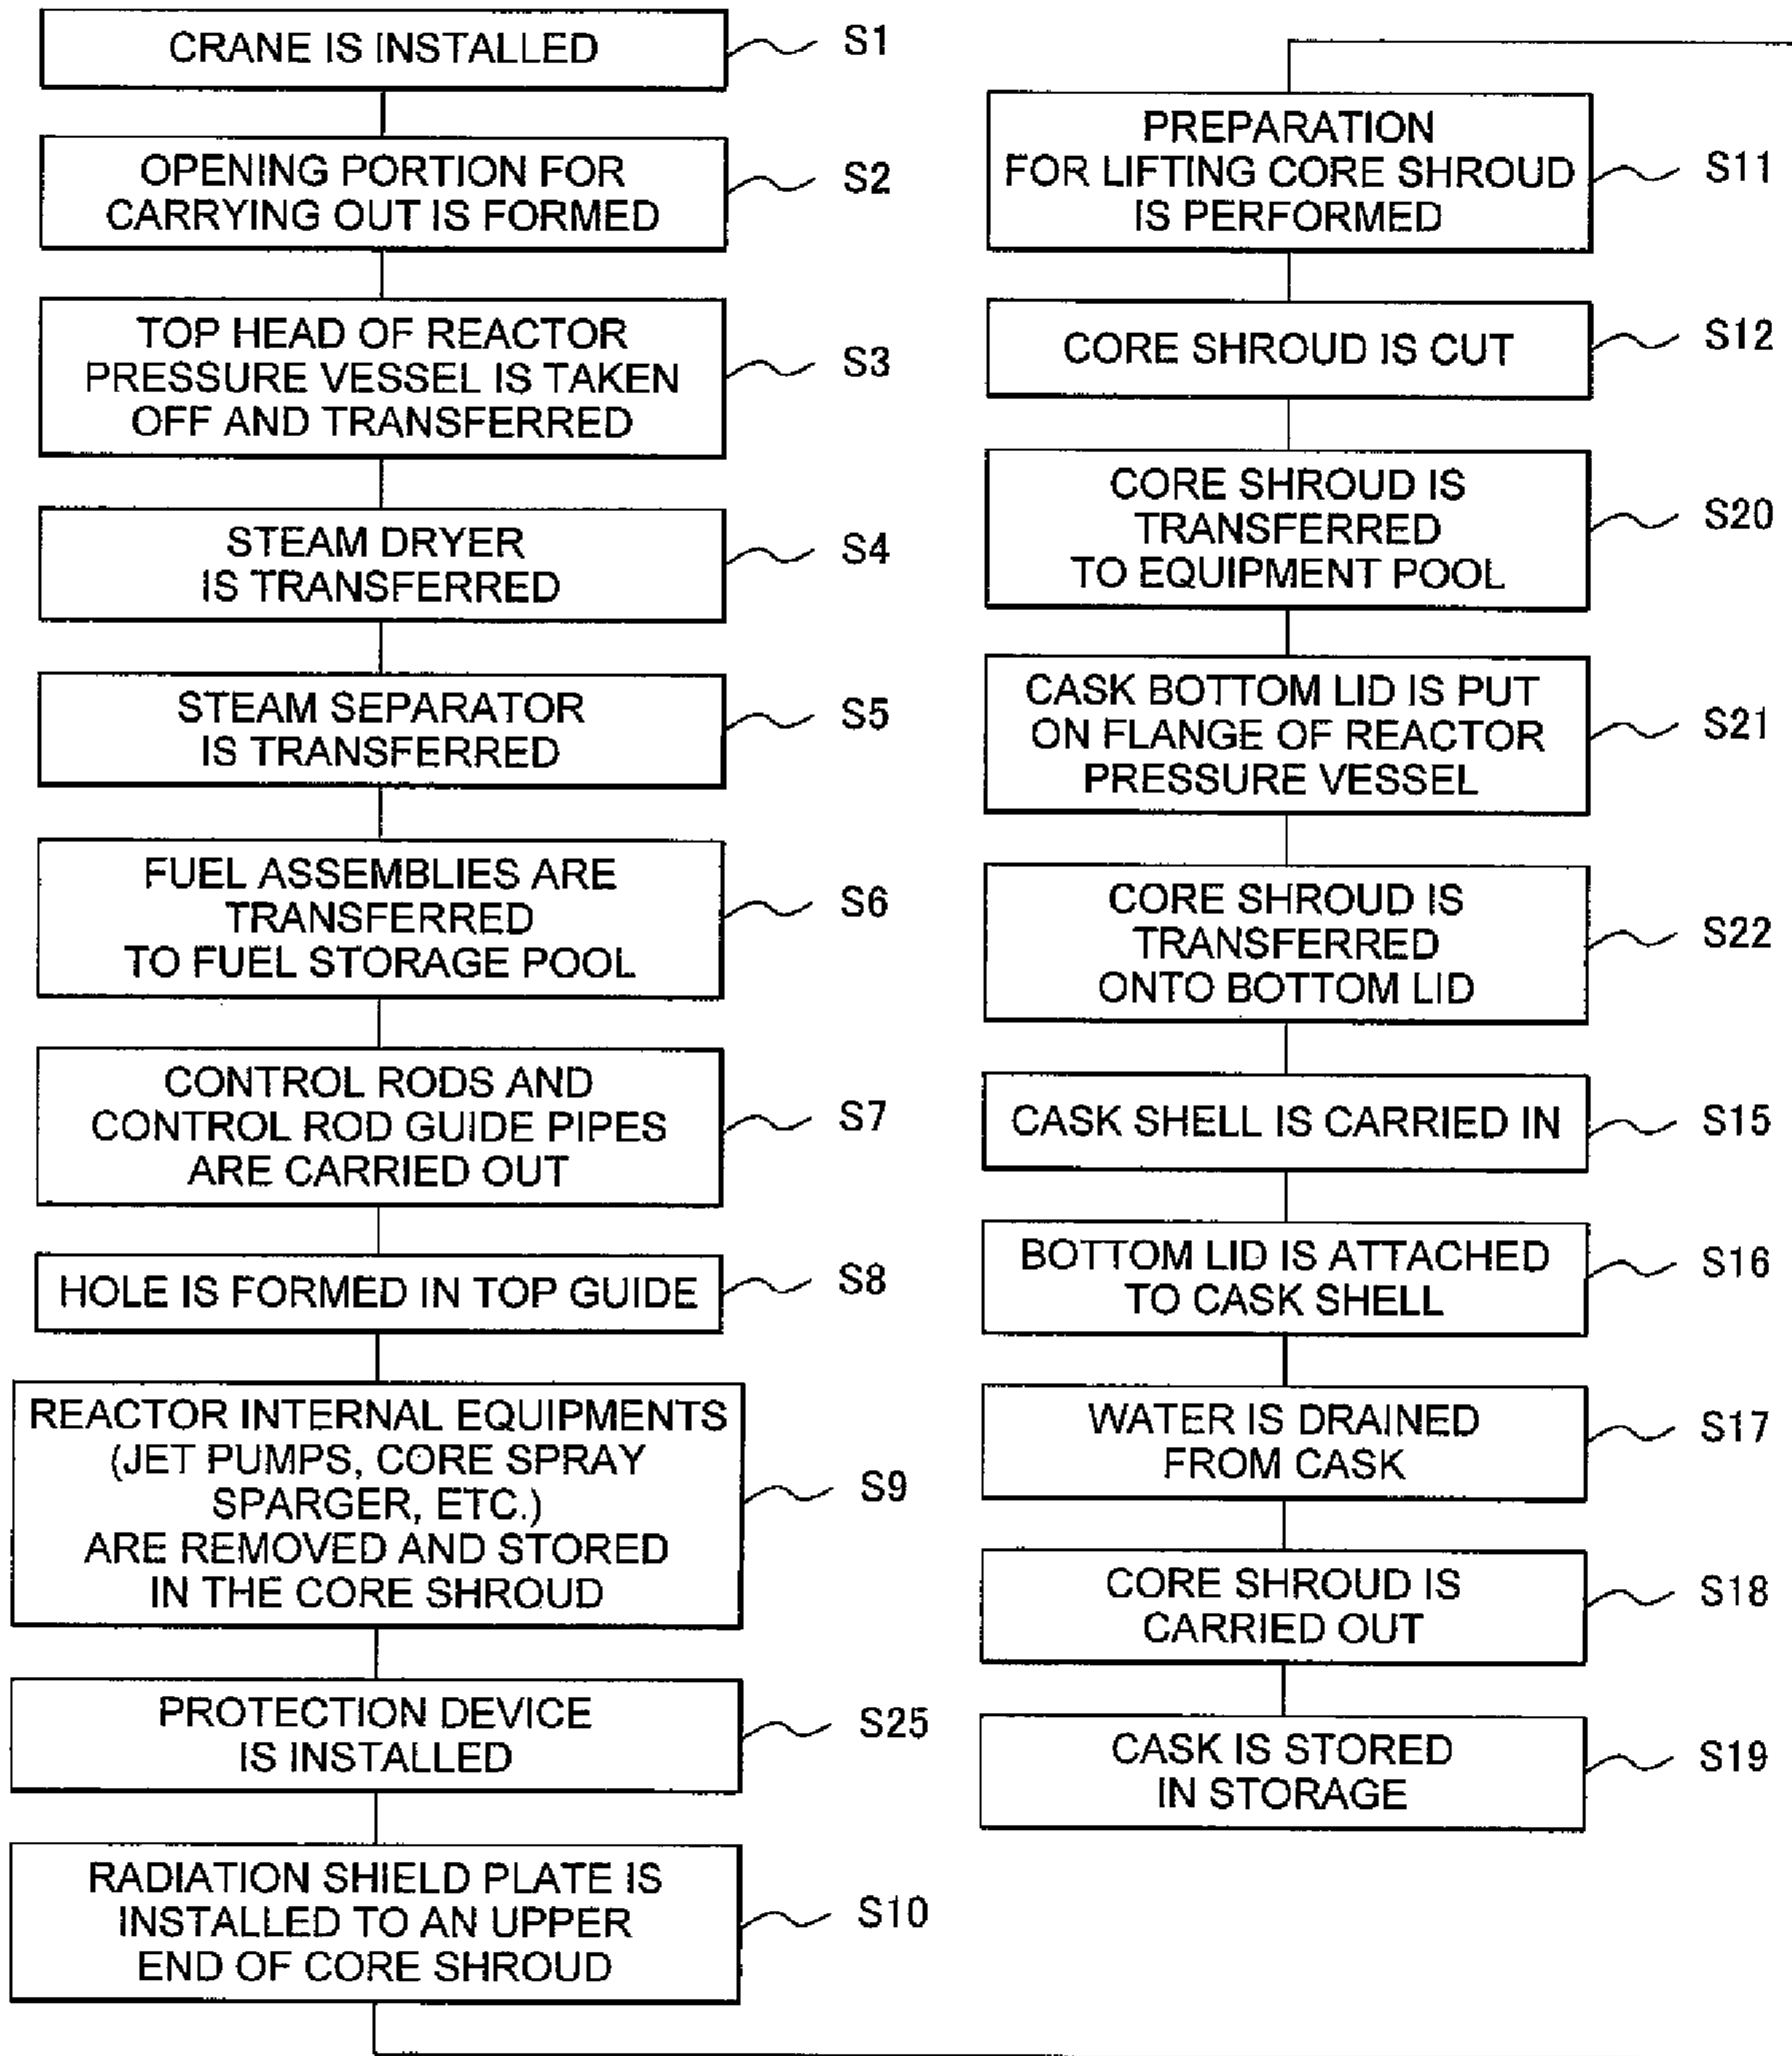 CRANE IS INSTALLED
S1
OPENING PORTION FOR
CARRYING OUT IS FORMED
S2
TOP HEAD OF REACTOR
PRESSURE VESSEL IS TAKEN
OFF AND TRANSFERRED
S3
STEAM DRYER
IS TRANSFERRED
S4
STEAM SEPARATOR
IS TRANSFERRED
S5
FUEL ASSEMBLIES ARE
TRANSFERRED
TO FUEL STORAGE POOL
S6
CONTROL RODS AND
CONTROL ROD GUIDE PIPES
ARE CARRIED OUT
S7
HOLE IS FORMED IN TOP GUIDE
S8
REACTOR INTERNAL EQUIPMENTS
(JET PUMPS, CORE SPRAY
SPARGER, ETC.)
ARE REMOVED AND STORED
IN THE CORE SHROUD
S9
PROTECTION DEVICE
IS INSTALLED
S25
RADIATION SHIELD PLATE IS
INSTALLED TO AN UPPER
END OF CORE SHROUD
S10
PREPARATION
FOR LIFTING CORE SHROUD
IS PERFORMED
S11
CORE SHROUD IS CUT
S12
CORE SHROUD IS
TRANSFERRED
TO EQUIPMENT POOL
S20
CASK BOTTOM LID IS PUT
ON FLANGE OF REACTOR
PRESSURE VESSEL
S21
CORE SHROUD IS
TRANSFERRED
ONTO BOTTOM LID
S22
CASK SHELL IS CARRIED IN
S15
BOTTOM LID IS ATTACHED
TO CASK SHELL
S16
WATER IS DRAINED
FROM CASK
S17
CORE SHROUD IS
CARRIED OUT
S18
CASK IS STORED
IN STORAGE
S19